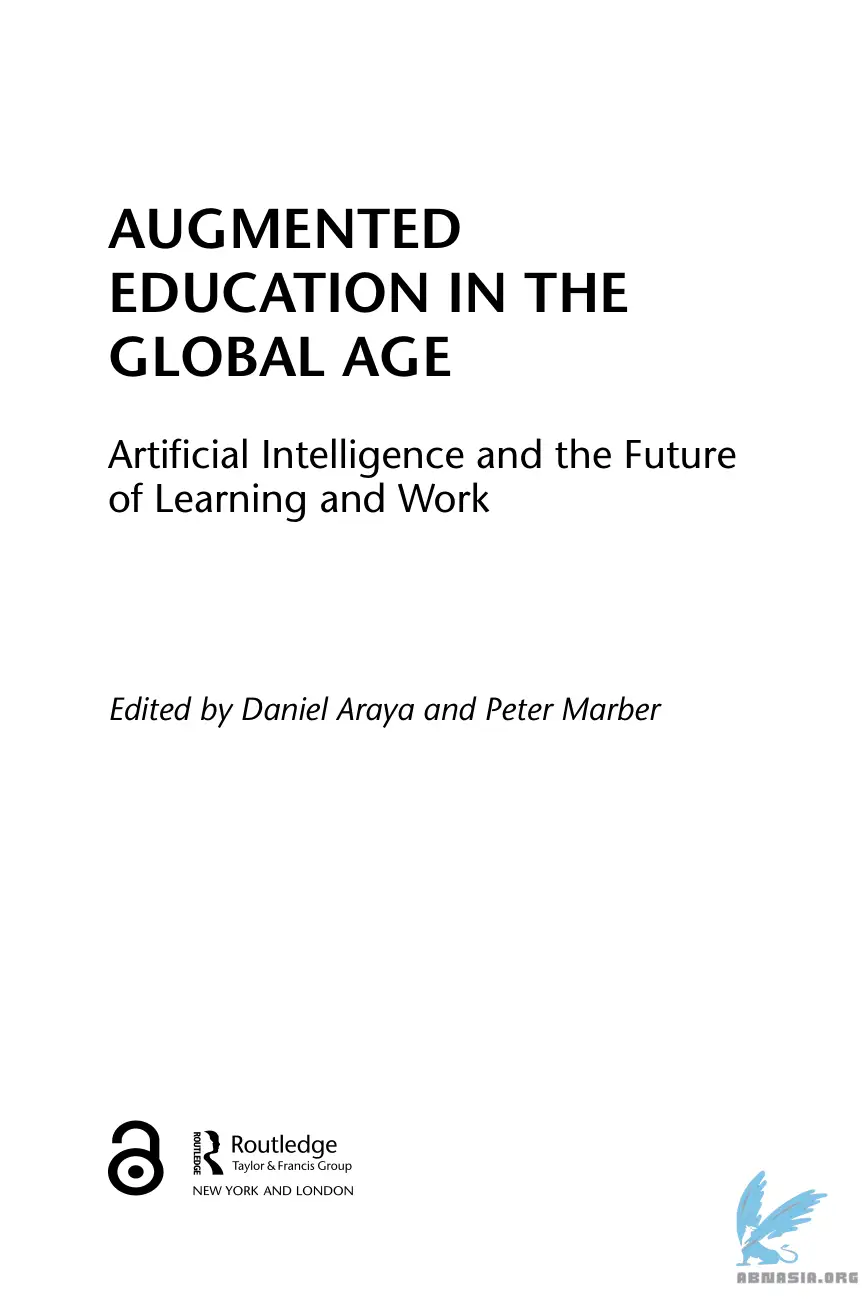 AUGMENTED
EDUCATION IN THE
GLOBAL AGE
Artificial Intelligence and the Future
of Learning and Work
Edited by Daniel Araya and Peter Marber
ROUTLEDGE
Routledge
Taylor & Francis Group
NEW YORK AND LONDON
ABNASIA.ORG